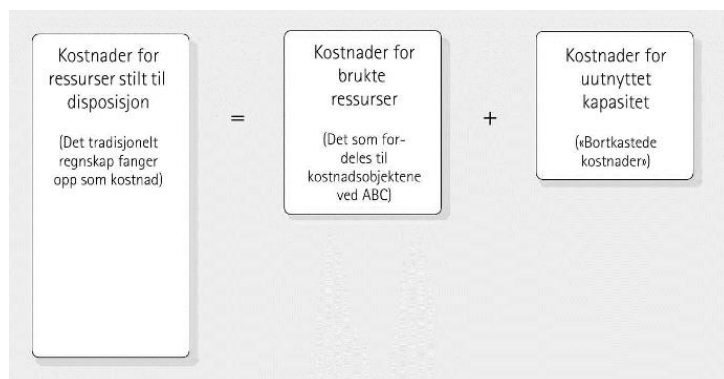 Kostnader for
ressurser stilt til
disposisjon
(Det tradisjonelt
regnskap fanger
opp som kostnad)
=
Kostnader for
brukte
ressurser
(Det som for-
deles til
kostnadsobjektene
ved ABC)
+
Kostnader for
uutnyttet
kapasitet
(«Bortkastede
kostnader»)